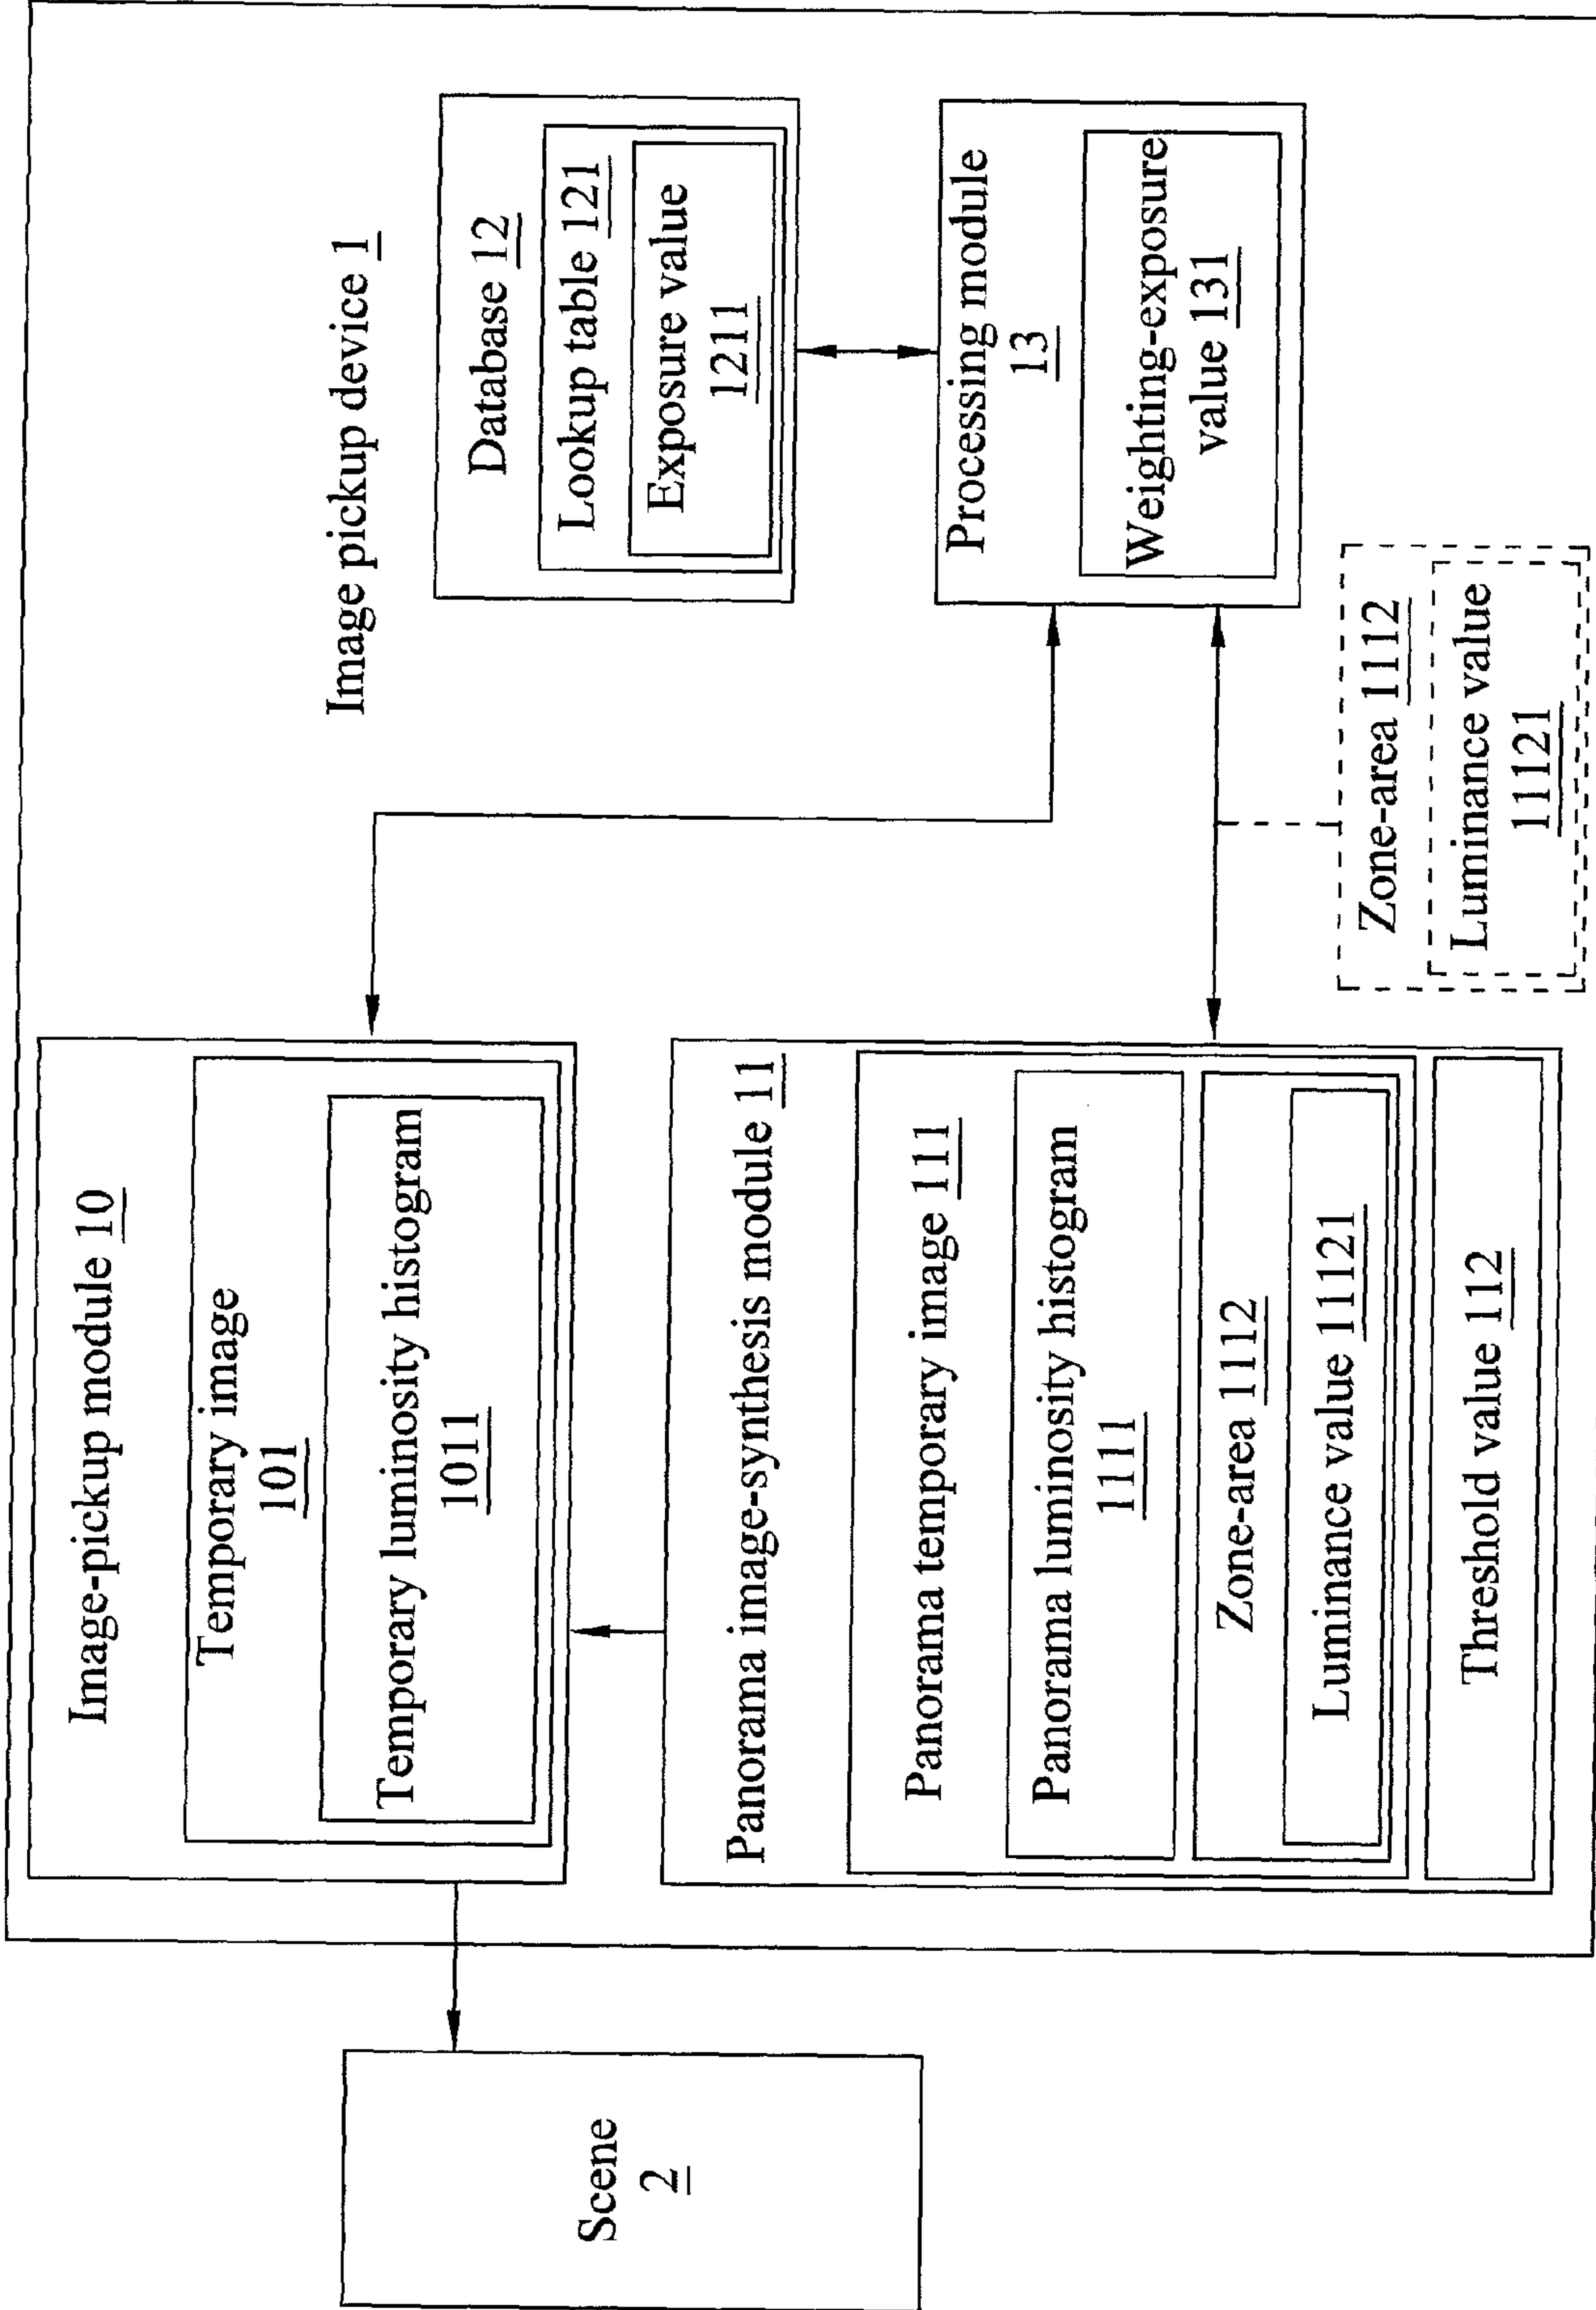 Image pickup device 1
Scene
2
Image-pickup module 10
Temporary image
101
Temporary luminosity histogram
1011
Panorama image-synthesis module 11
Panorama temporary image 111
Panorama luminosity histogram
1111
Zone-area 1112
Luminance value 11121
Threshold value 112
Database 12
Lookup table 121
Exposure value
1211
Processing module
13
Weighting-exposure
value 131
Zone-area 1112
Luminance value
11121